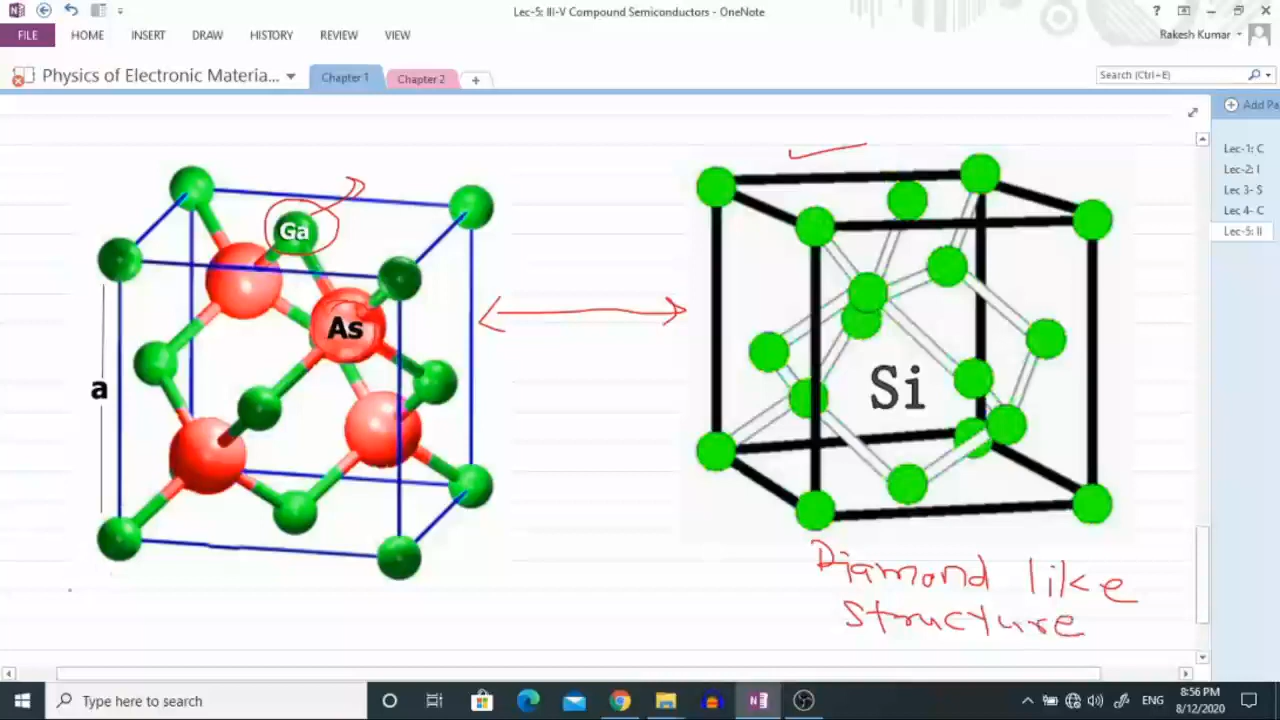 Lec-5: III-V Compound Semiconductors - OneNote
?
FILE HOME INSERT DRAW HISTORY REVIEW VIEW
Rakesh Kumar
Physics of Electronic Materia... Chapter 1 Chapter 2 +
Search (Ctrl+E)
Add Pa
Lec-1: C
Lec-2: I
Lec 3- S
Lec 4- C
Lec-5: II
Ga
As
a
Si
Diamond like
Structure
Type here to search
ENG
8:56 PM
8/12/2020